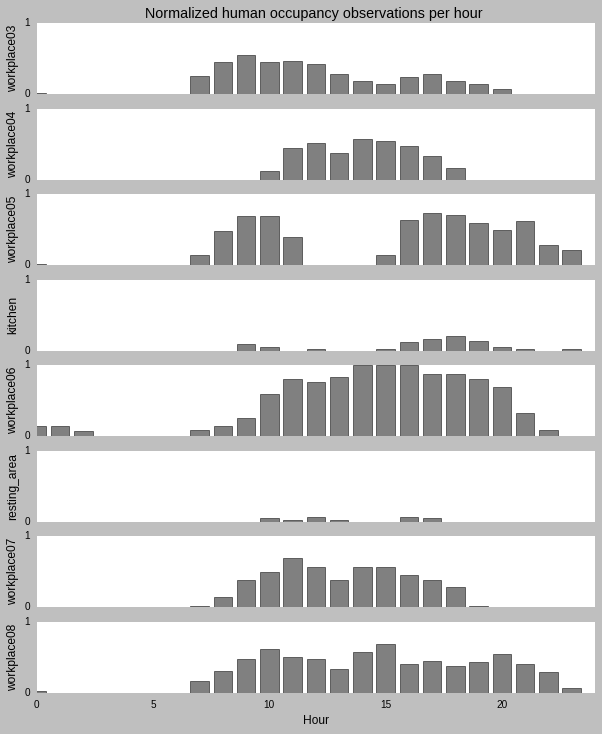 Normalized human occupancy observations per hour
1
workplace03
0
1
workplace04
0
1
workplace05
0
1
kitchen
0
1
workplace06
0
1
resting_area
0
1
workplace07
0
1
workplace08
0
0 5 10 15 20
Hour